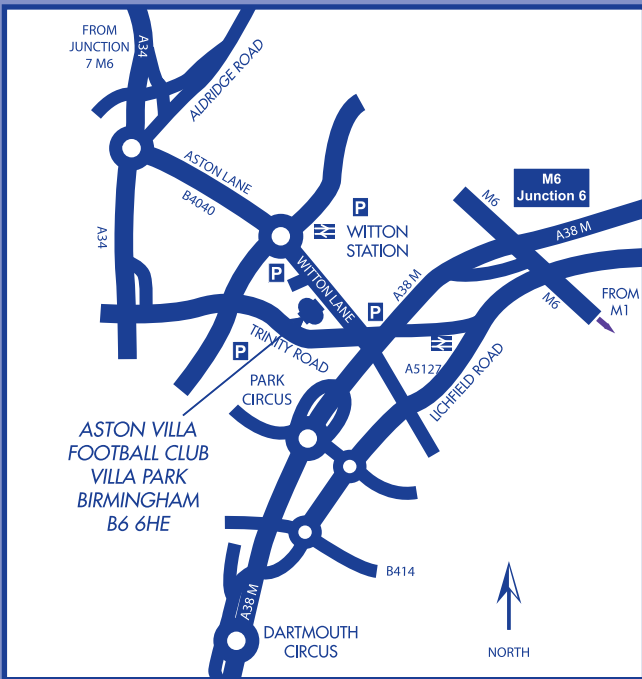 FROM
JUNCTION
7 M6
A34
ALDRIDGE ROAD
ASTON LANE
B4040
A34
P
WITTON
STATION
P
WITTON LANE
M6
Junction 6
M6
A38 M
A38 M
M6
FROM
M1
P
P
TRINITY ROAD
A5127
LICHFIELD ROAD
PARK
CIRCUS
ASTON VILLA
FOOTBALL CLUB
VILLA PARK
BIRMINGHAM
B6 6HE
B414
A38 M
DARTMOUTH
CIRCUS
NORTH